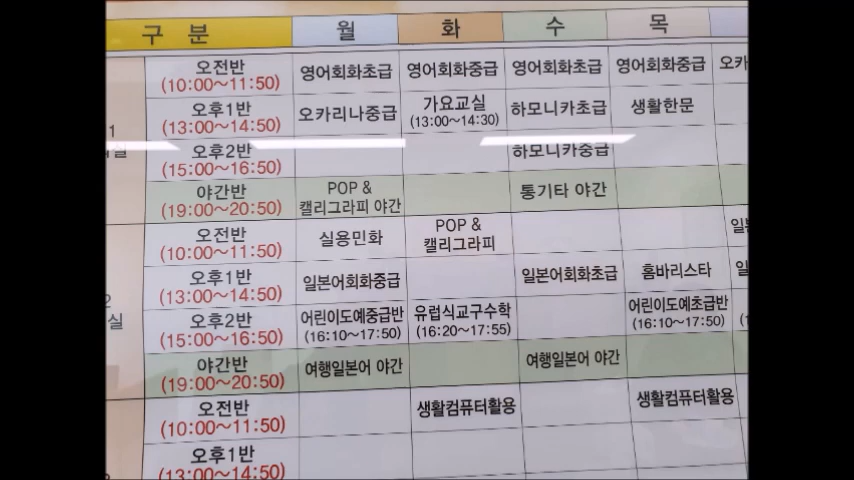 구 분 월 화 수 목
오전반 (10:00~11:50) 영어회화초급 영어회화중급 영어회화초급 영어회화중급
오후1반 (13:00~14:50) 오카리나중급 가요교실 (13:00~14:30) 하모니카초급 생활한문
오후2반 (15:00~16:50) 하모니카중급
야간반 (19:00~20:50) POP & 캘리그라피 야간 통기타 야간
오전반 (10:00~11:50) 실용민화 POP & 캘리그라피
오후1반 (13:00~14:50) 일본어회화중급 일본어회화초급 홈바리스타
오후2반 (15:00~16:50) 어린이도예중급반 (16:10~17:50) 유럽식교구수학 (16:20~17:55) 어린이도예초급반 (16:10~17:50)
야간반 (19:00~20:50) 여행일본어 야간 여행일본어 야간
오전반 (10:00~11:50) 생활컴퓨터활용 생활컴퓨터활용
오후1반 (13:00~14:50)